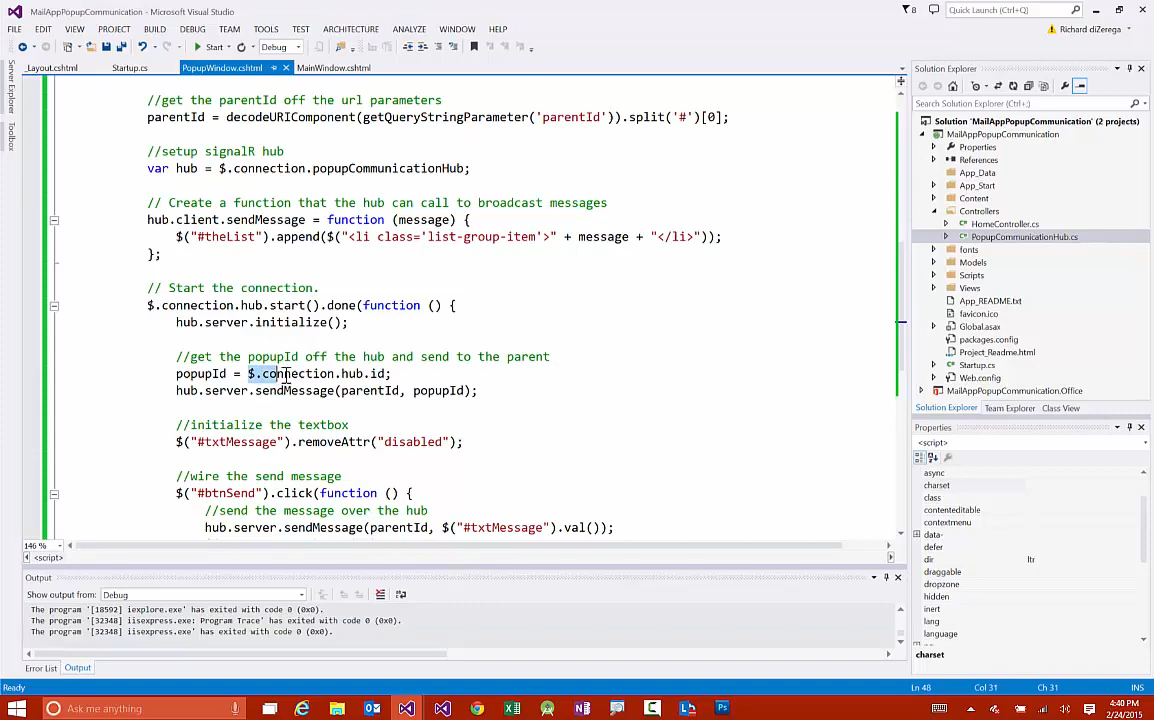 MailAppPopupCommunication - Microsoft Visual Studio
8
Quick Launch (Ctrl+;)
FILE EDIT VIEW PROJECT BUILD DEBUG TEAM TOOLS TEST ARCHITECTURE ANALYZE WINDOW HELP
Richard diZerega
Start Debug
Server Explorer
Toolbox
_Layout.cshtml Startup.cs PopupWindow.cshtml MainWindow.cshtml
//get the parentId off the url parameters
parentId = decodeURIComponent(getQueryStringParameter('parentId')).split('#')[0];
//setup signalR hub
var hub = $.connection.popupCommunicationHub;
// Create a function that the hub can call to broadcast messages
hub.client.sendMessage = function (message) {
$("#theList").append($("<li class='list-group-item'>" + message + "</li>"));
};
// Start the connection.
$.connection.hub.start().done(function () {
hub.server.initialize();
//get the popupId off the hub and send to the parent
popupId = $.connection.hub.id;
hub.server.sendMessage(parentId, popupId);
//initialize the textbox
$("#txtMessage").removeAttr("disabled");
//wire the send message
$("#btnSend").click(function () {
//send the message over the hub
hub.server.sendMessage(parentId, $("#txtMessage").val());
146 %
<script>
Output
Show output from: Debug
The program '[18592] iexplore.exe' has exited with code 0 (0x0).
The program '[32348] iisexpress.exe: Program Trace' has exited with code 0 (0x0).
The program '[32348] iisexpress.exe' has exited with code 0 (0x0).
Error List Output
Solution Explorer
Search Solution Explorer (Ctrl+;)
Solution 'MailAppPopupCommunication' (2 projects)
MailAppPopupCommunication
Properties
References
App_Data
App_Start
Content
Controllers
HomeController.cs
PopupCommunicationHub.cs
fonts
Models
Scripts
Views
App_README.txt
favicon.ico
Global.asax
packages.config
Project_Readme.html
Startup.cs
Web.config
MailAppPopupCommunication.Office
Solution Explorer Team Explorer Class View
Properties
<script>
async
charset
class
contenteditable
contextmenu
data-
defer
dir ltr
draggable
dropzone
hidden
inert
lang
language
charset
Ready Ln 48 Col 31 Ch 31 INS
Ask me anything
4:40 PM
2/24/2015